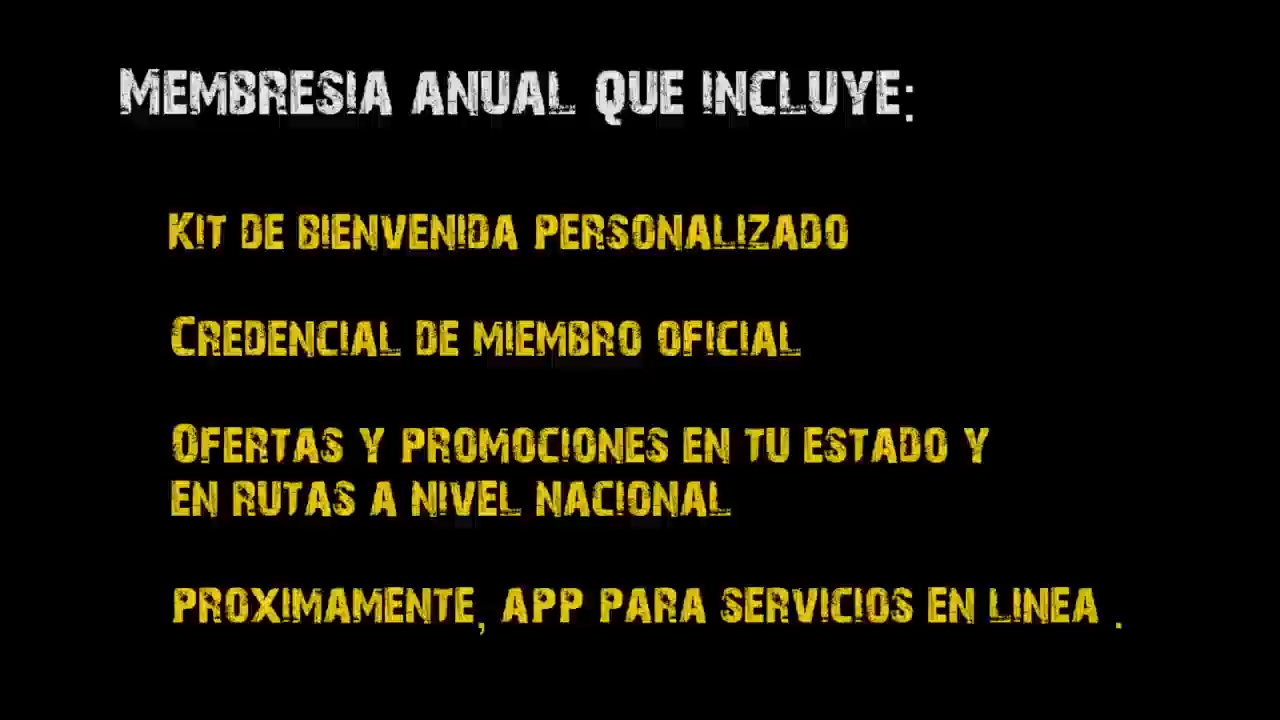 MEMBRESIA ANUAL QUE INCLUYE:
KIT DE BIENVENIDA PERSONALIZADO
CREDENCIAL DE MIEMBRO OFICIAL
OFERTAS Y PROMOCIONES EN TU ESTADO Y
EN RUTAS A NIVEL NACIONAL
PROXIMAMENTE, APP PARA SERVICIOS EN LINEA .